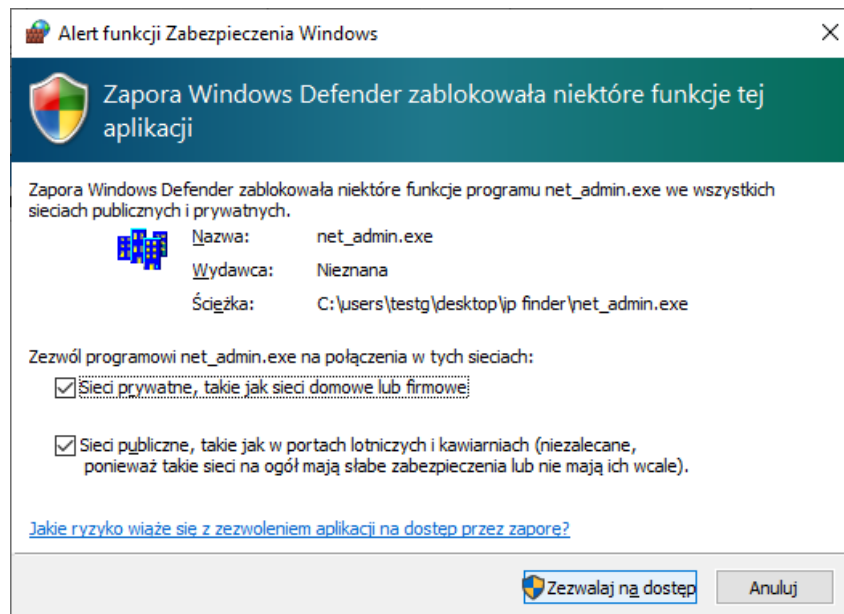 Alert funkcji Zabezpieczenia Windows
Zapora Windows Defender zablokowała niektóre funkcje tej
aplikacji
Zapora Windows Defender zablokowała niektóre funkcje programu net_admin.exe we wszystkich
sieciach publicznych i prywatnych.
Nazwa: net_admin.exe
Wydawca: Nieznana
Ścieżka: C:\users\testg\desktop\ip finder\net_admin.exe
Zezwól programowi net_admin.exe na połączenia w tych sieciach:
Sieci prywatne, takie jak sieci domowe lub firmowe
Sieci publiczne, takie jak w portach lotniczych i kawiarniach (niezalecane,
ponieważ takie sieci na ogół mają słabe zabezpieczenia lub nie mają ich wcale).
Jakie ryzyko wiąże się z zezwoleniem aplikacji na dostęp przez zaporę?
Zezwalaj na dostęp Anuluj